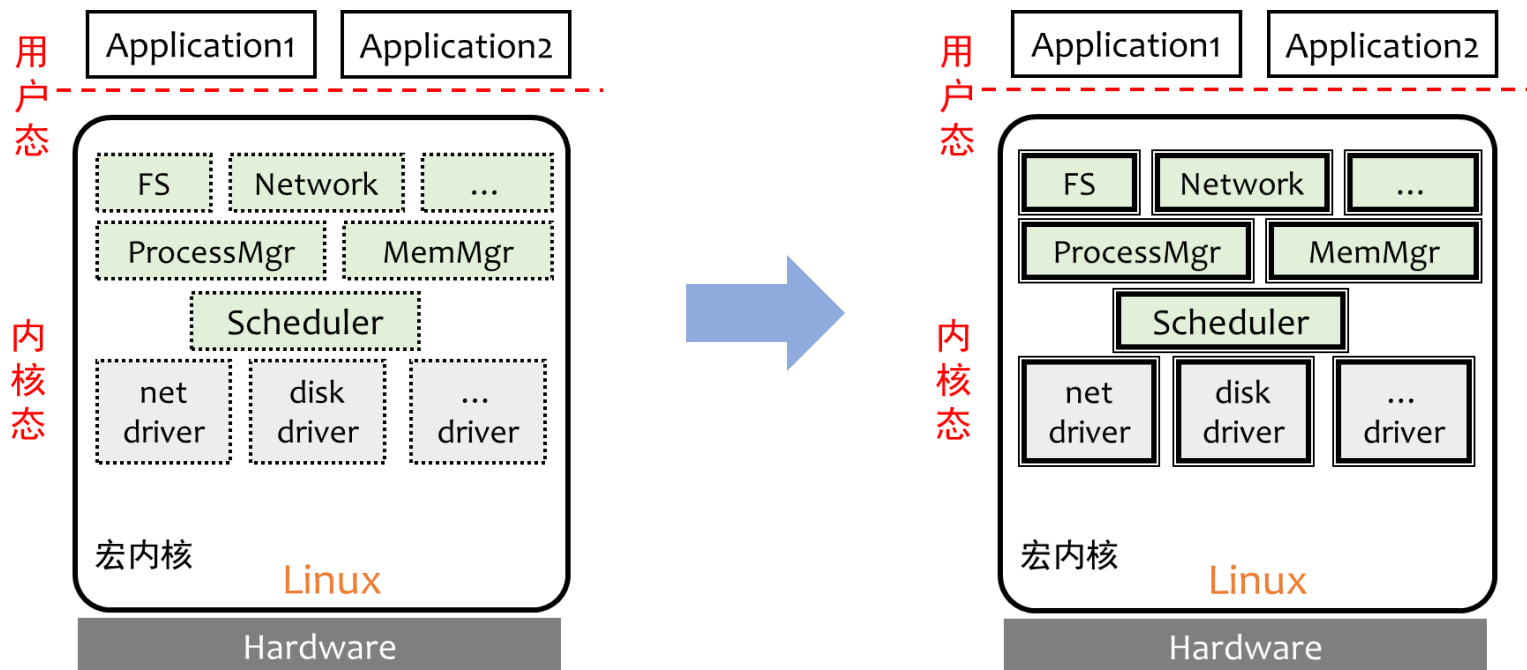 用户态
Application1
Application2
FS
Network
...
ProcessMgr
MemMgr
Scheduler
内核态
net
driver
disk
driver
...
driver
宏内核
Linux
Hardware
用户态
Application1
Application2
FS
Network
...
ProcessMgr
MemMgr
Scheduler
内核态
net
driver
disk
driver
...
driver
宏内核
Linux
Hardware